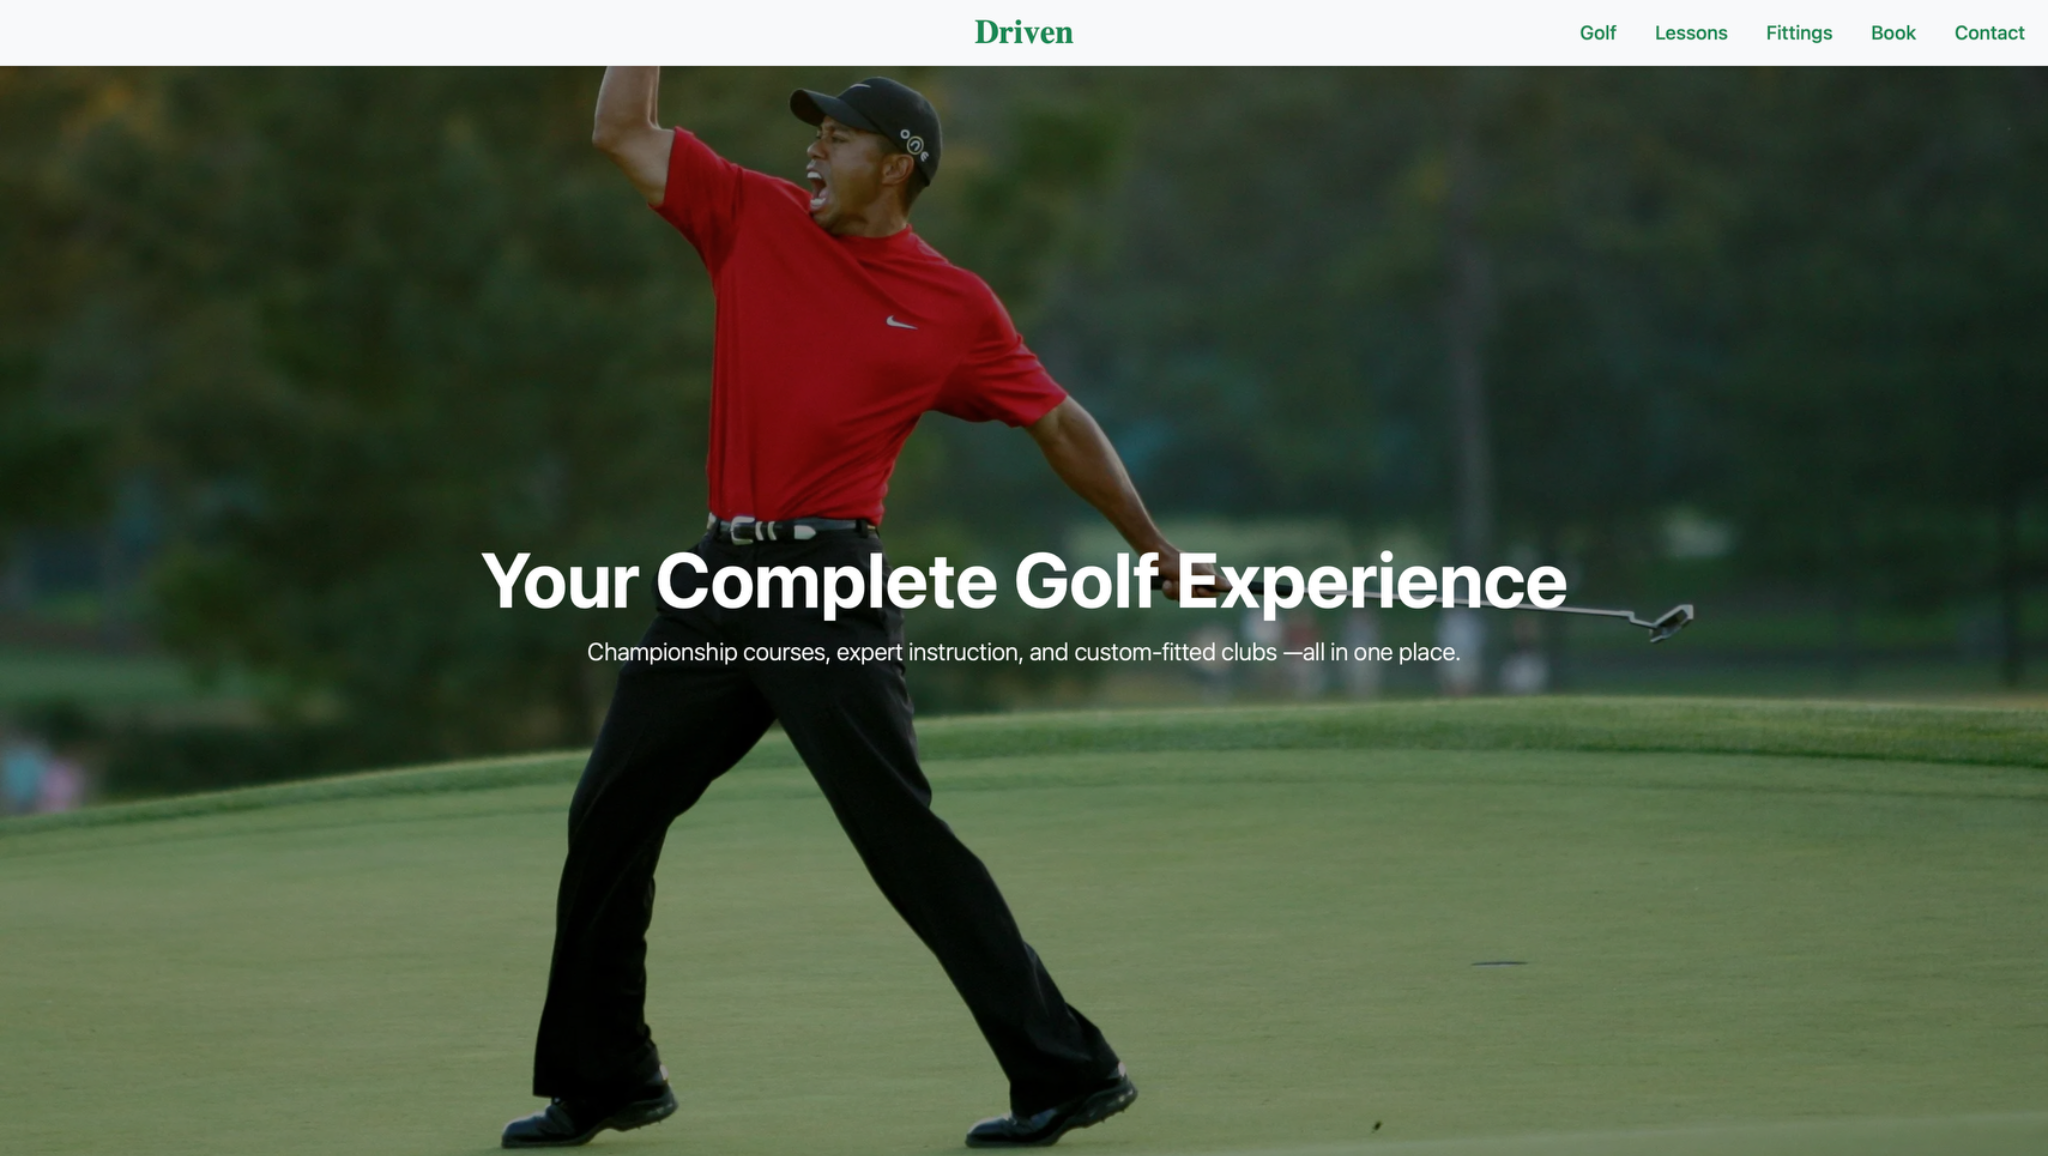 Driven
Golf Lessons Fittings Book Contact
ONE
Your Complete Golf Experience
Championship courses, expert instruction, and custom-fitted clubs —all in one place.